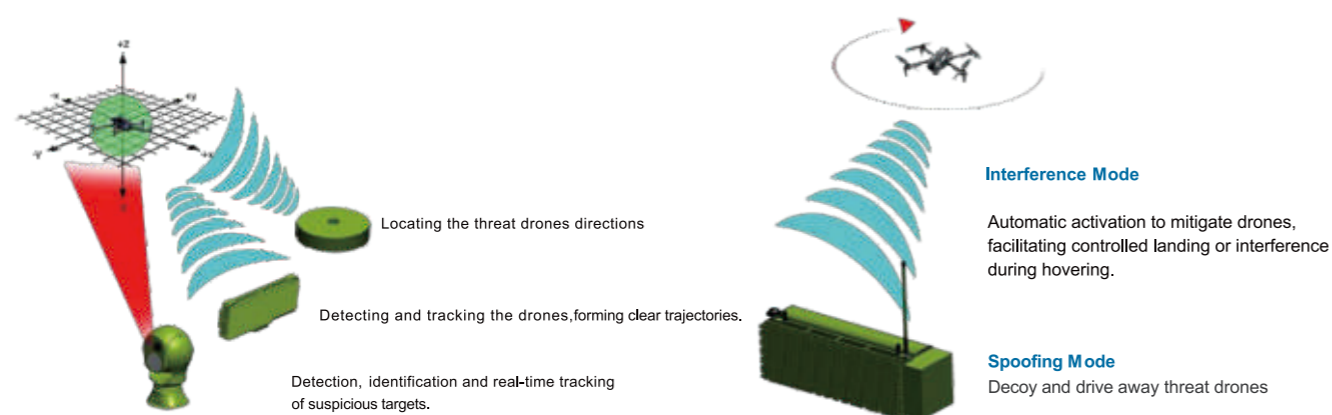 +Z
-x
+y
-Y
+x
Locating the threat drones directions
Detecting and tracking the drones,forming clear trajectories.
Detection, identification and real-time tracking
of suspicious targets.
Interference Mode
Automatic activation to mitigate drones,
facilitating controlled landing or interference
during hovering.
Spoofing Mode
Decoy and drive away threat drones